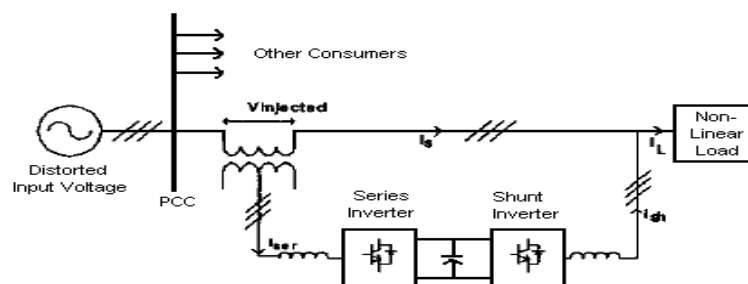 Other Consumers
Vinjected
Distorted
Input Voltage
PCC
Is
IL
Non-
Linear
Load
Series
Inverter
Shunt
Inverter
Iser
Ish